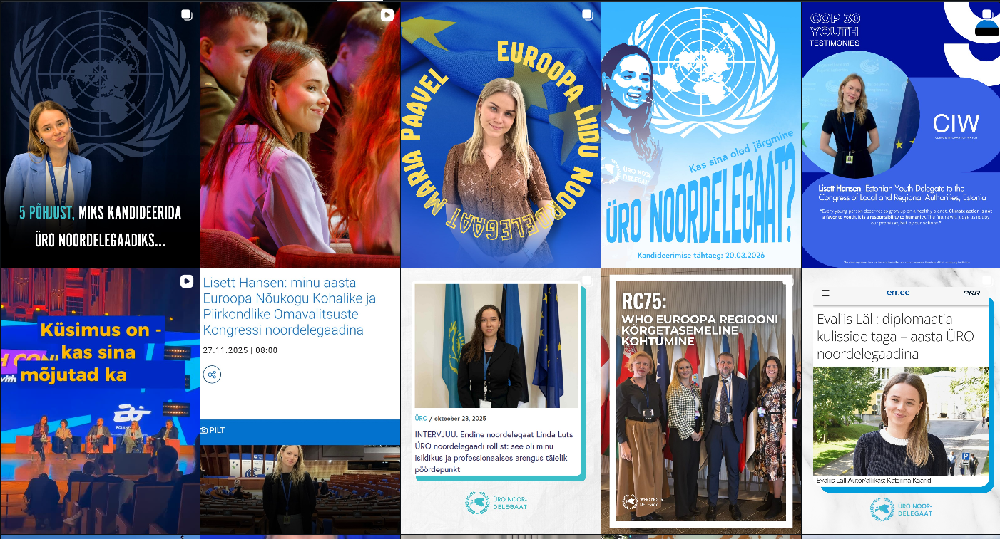 5 PÕHJUST, MIKS KANDIDEERIDA
ÜRO NOORDELEGAADIKS...
MARIA PAAVEL
EUROOPA LIIDU NOORDELEGAAT
Kas sina oled järgmine
ÜRO NOOR-
DELEGAAT
ÜRO NOORDELEGAAT?
Kandideerimise tähtaeg: 20.03.2026
COP 30
YOUTH
TESTIMONIES
CIW
CLIMATE INFORMATION WATCH
Lisett Hansen, Estonian Youth Delegate to the
Congress of Local and Regional Authorities, Estonia
"Every young person deserves to grow up on a healthy planet. Climate action is not
a favor to youth, it is a responsibility to humanity. The future will judge us not by
our promises, but by our actions."
Küsimus on -
kas sina
mõjutad ka
with
POLAND
Lisett Hansen: minu aasta
Euroopa Nõukogu Kohalike ja
Piirkondlike Omavalitsuste
Kongressi noordelegaadina
27.11.2025 | 08:00
PILT
ÜRO / oktoober 28, 2025
INTERVJUU. Endine noordelegaat Linda Luts
ÜRO noordelegaadi rollist: see oli minu
isiklikus ja professionaalses arengus täielik
pöördepunkt
ÜRO NOOR-
DELEGAAT
RC75:
WHO EUROOPA REGIOONI
KÕRGETASEMELINE
KOHTUMINE
WHO NOOR-
DELEGAAT
err.ee
err
Evaliis Läll: diplomaatia
kulisside taga – aasta ÜRO
noordelegaadina
Evaliis Läll Autor/allikas: Katarina Käärid
ÜRO NOOR-
DELEGAAT